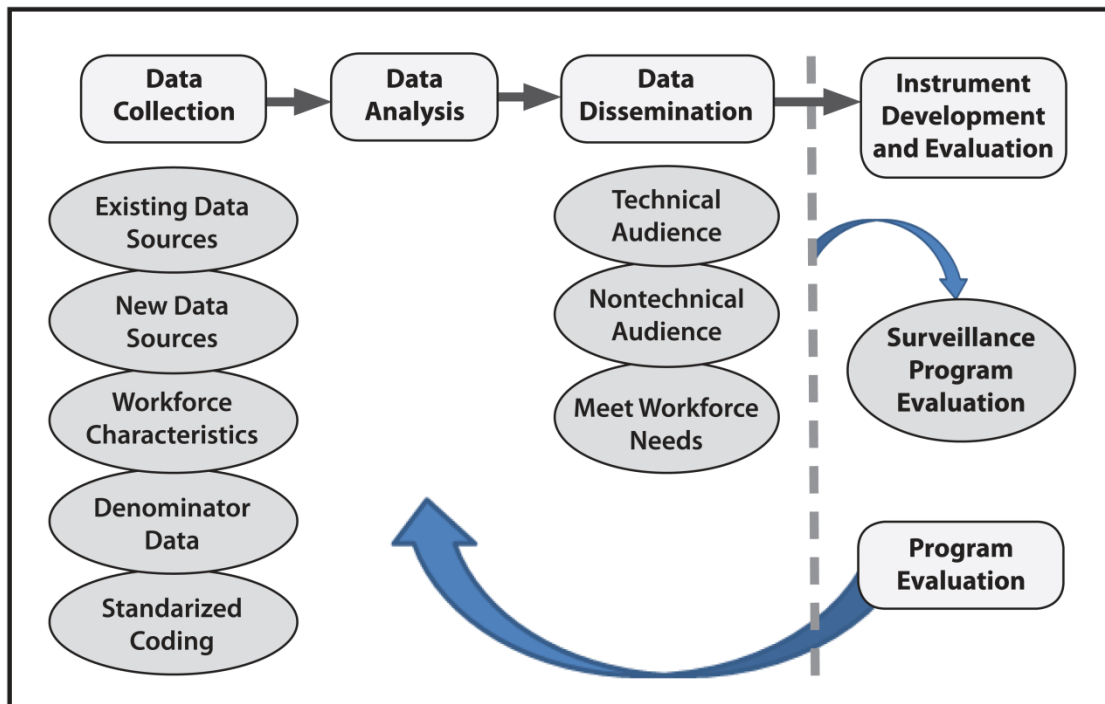 Data
Collection
Data
Analysis
Data
Dissemination
Instrument
Development
and Evaluation
Existing Data
Sources
New Data
Sources
Workforce
Characteristics
Denominator
Data
Standarized
Coding
Technical
Audience
Nontechnical
Audience
Meet Workforce
Needs
Surveillance
Program
Evaluation
Program
Evaluation